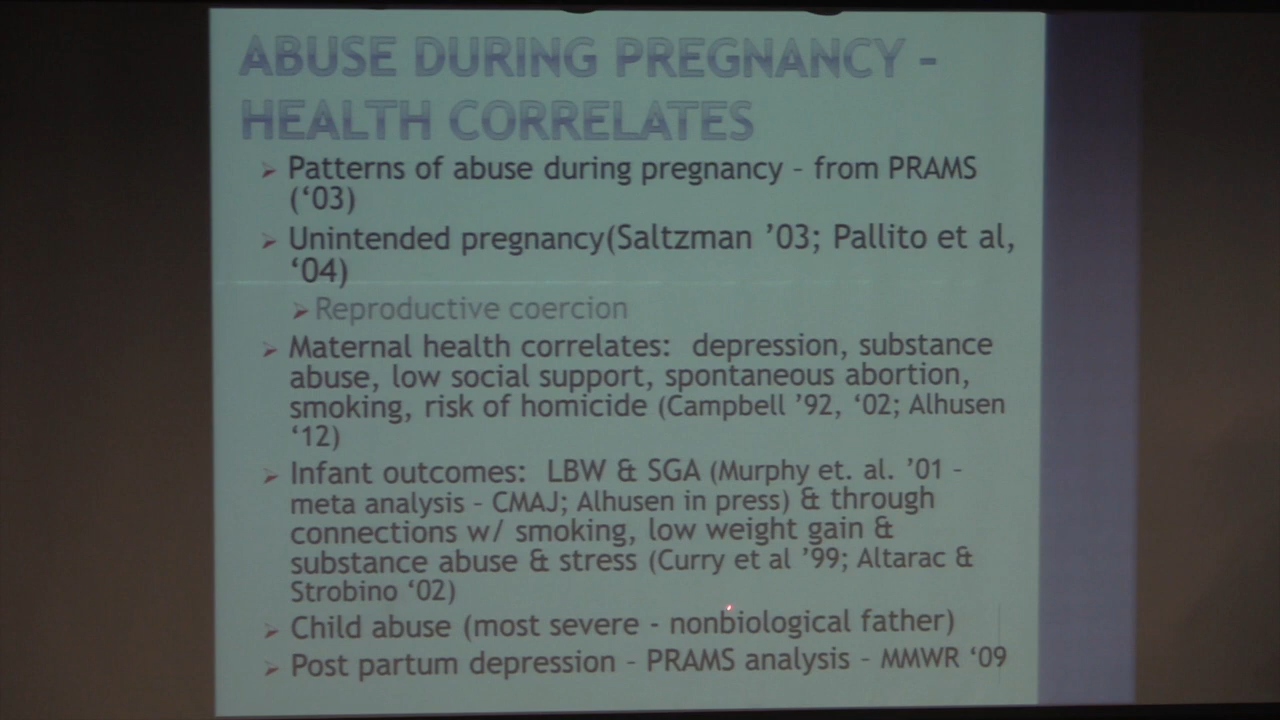 ABUSE DURING PREGNANCY -
HEALTH CORRELATES
➢ Patterns of abuse during pregnancy – from PRAMS
(‘03)
➢ Unintended pregnancy(Saltzman ’03; Pallito et al,
‘04)
➢ Reproductive coercion
➢ Maternal health correlates:  depression, substance
abuse, low social support, spontaneous abortion,
smoking, risk of homicide (Campbell ’92, ‘02; Alhusen
‘12)
➢ Infant outcomes:  LBW & SGA (Murphy et. al. ’01 -
meta analysis – CMAJ; Alhusen in press) & through
connections w/ smoking, low weight gain &
substance abuse & stress (Curry et al ’99; Altarac &
Strobino ‘02)
➢ Child abuse (most severe - nonbiological father)
➢ Post partum depression – PRAMS analysis – MMWR ‘09